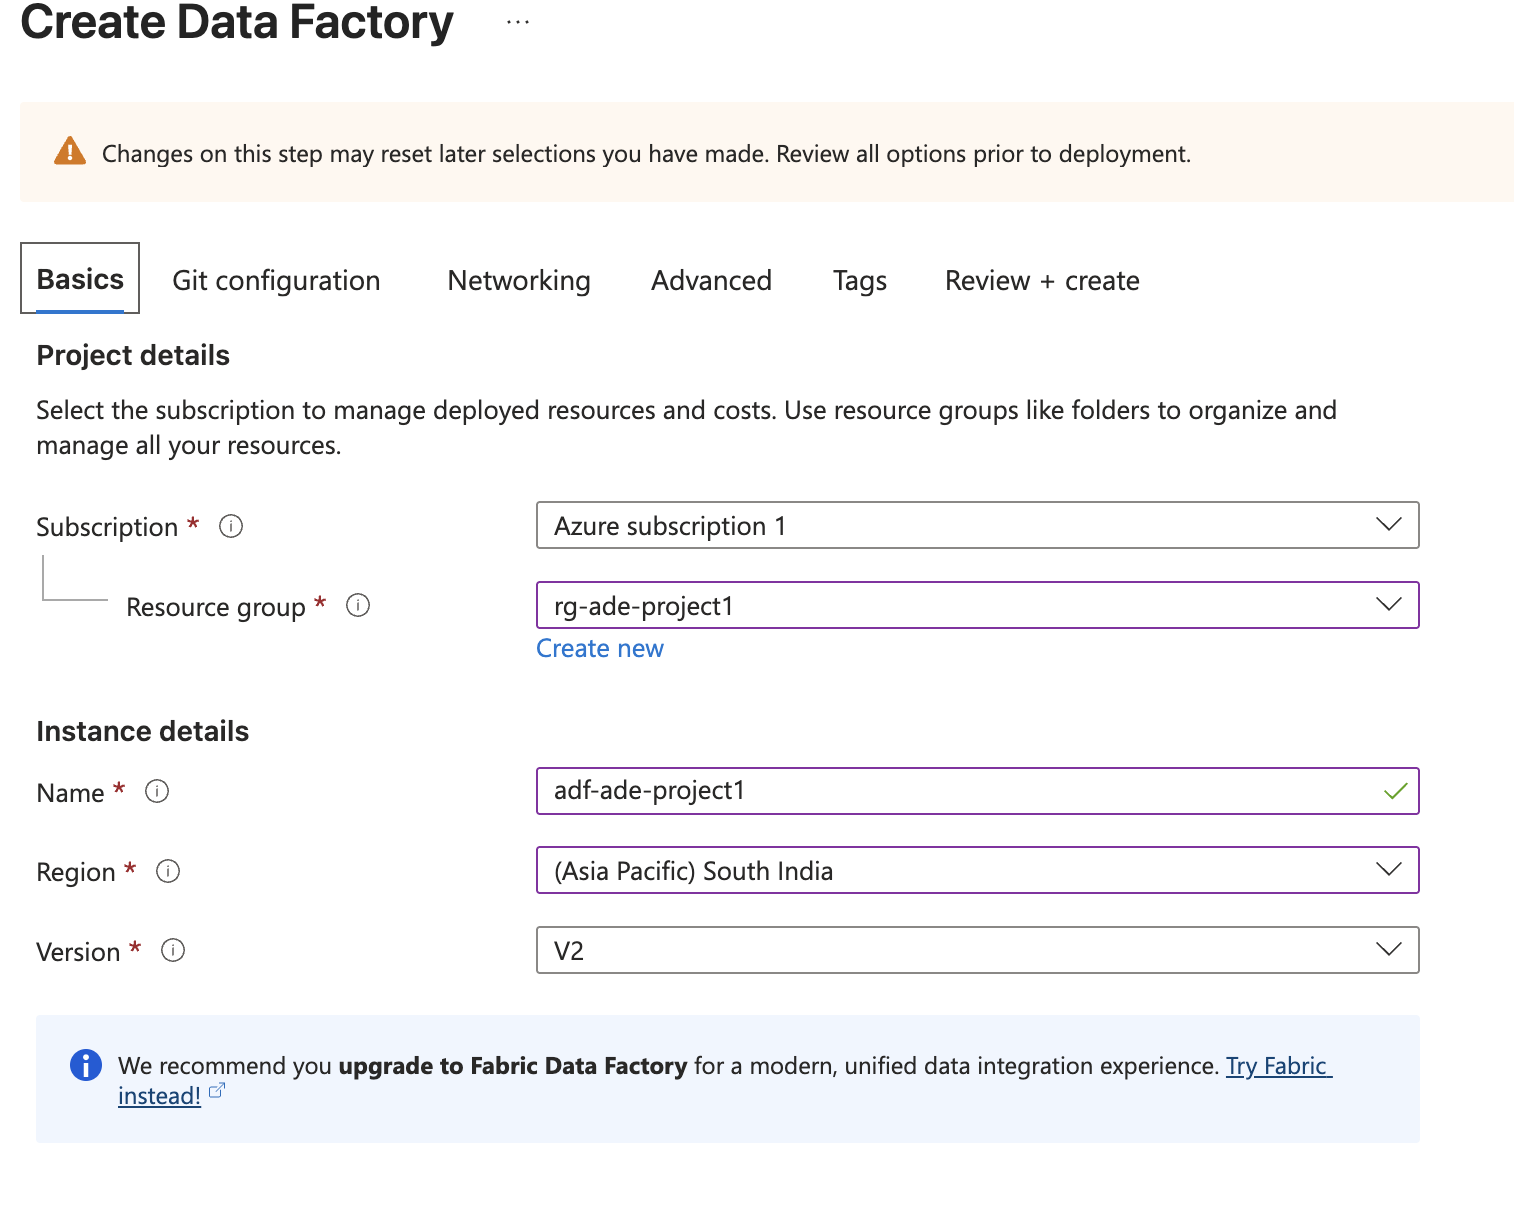 Create Data Factory ...
Changes on this step may reset later selections you have made. Review all options prior to deployment.
Basics Git configuration Networking Advanced Tags Review + create
Project details
Select the subscription to manage deployed resources and costs. Use resource groups like folders to organize and
manage all your resources.
Subscription * Azure subscription 1
Resource group * rg-ade-project1
Create new
Instance details
Name * adf-ade-project1
Region * (Asia Pacific) South India
Version * V2
We recommend you upgrade to Fabric Data Factory for a modern, unified data integration experience. Try Fabric
instead!